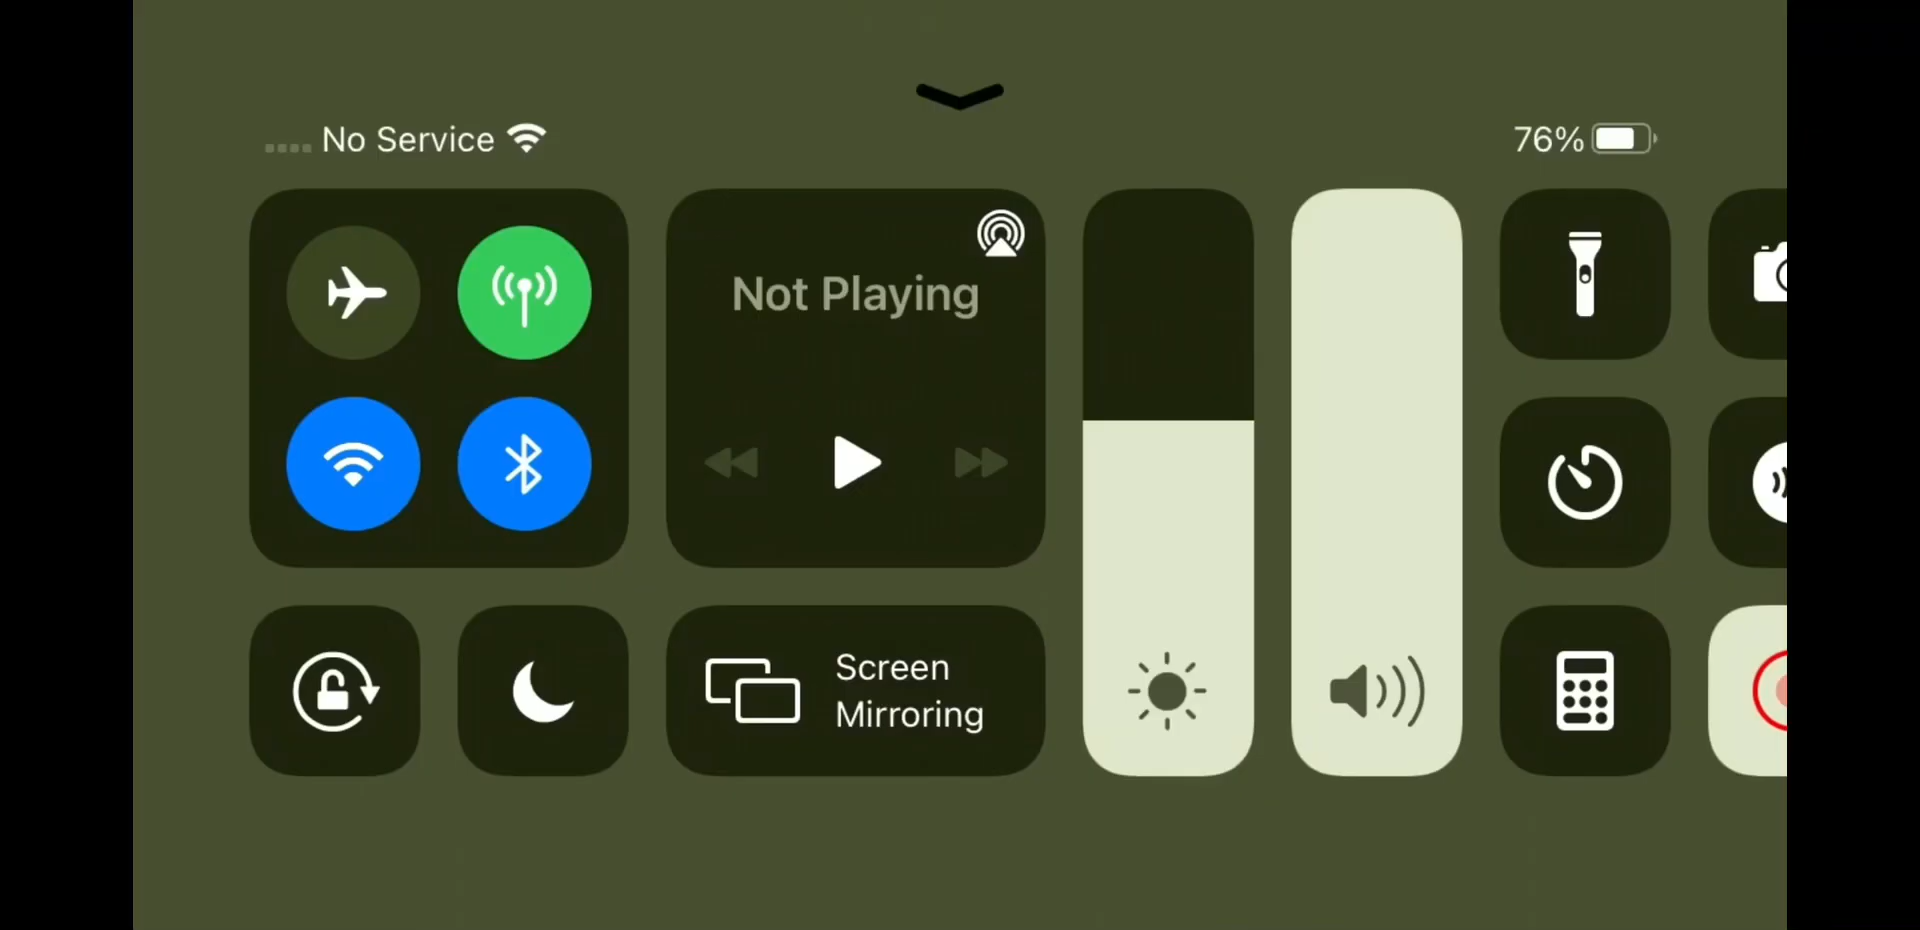 No Service
76%
Not Playing
Screen
Mirroring